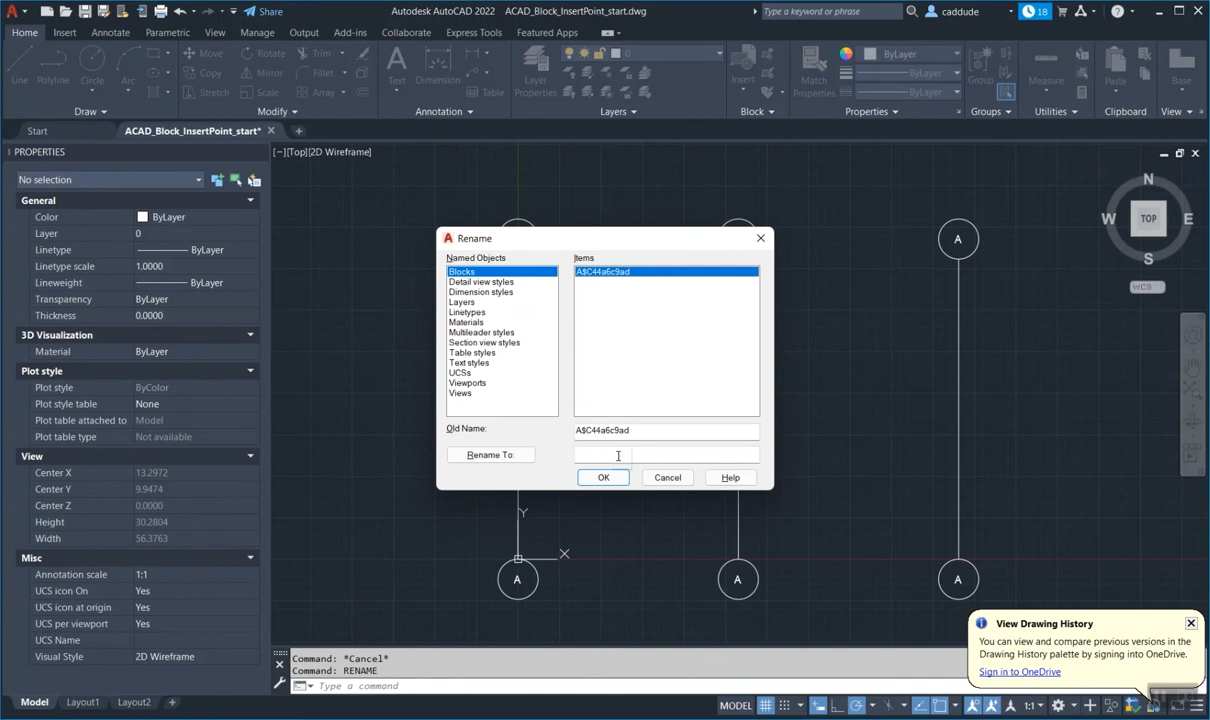 Share
Autodesk AutoCAD 2022 ACAD_Block_InsertPoint_start.dwg
Type a keyword or phrase
caddude
18
Home Insert Annotate Parametric View Manage Output Add-ins Collaborate Express Tools Featured Apps
Line Polyline Circle Arc
Move Rotate Trim
Copy Mirror Fillet
Stretch Scale Array
Text Dimension Table
Layer Properties
0
Insert
Match Properties
ByLayer
ByLayer
ByLayer
Group
Measure
Paste
Base
Draw Modify Annotation Layers Block Properties Groups Utilities Clipboard View
Start ACAD_Block_InsertPoint_start*
PROPERTIES
No selection
General
Color ByLayer
Layer 0
Linetype ByLayer
Linetype scale 1.0000
Lineweight ByLayer
Transparency ByLayer
Thickness 0.0000
3D Visualization
Material ByLayer
Plot style
Plot style ByColor
Plot style table None
Plot table attached to Model
Plot table type Not available
View
Center X 13.2972
Center Y 9.9474
Center Z 0.0000
Height 30.2804
Width 56.3763
Misc
Annotation scale 1:1
UCS icon On Yes
UCS icon at origin Yes
UCS per viewport Yes
UCS Name
Visual Style 2D Wireframe
[−][Top][2D Wireframe]
N
W TOP E
S
WCS
A
Y
X
A A A
Rename
Named Objects
Blocks
Detail view styles
Dimension styles
Layers
Linetypes
Materials
Multileader styles
Section view styles
Table styles
Text styles
UCSs
Viewports
Views
Items
A$C44a6c9ad
Old Name: A$C44a6c9ad
Rename To:
OK Cancel Help
View Drawing History
You can view and compare previous versions in the
Drawing History palette by signing into OneDrive.
Sign in to OneDrive
Command: *Cancel*
Command: RENAME
Type a command
Model Layout1 Layout2
MODEL 1:1